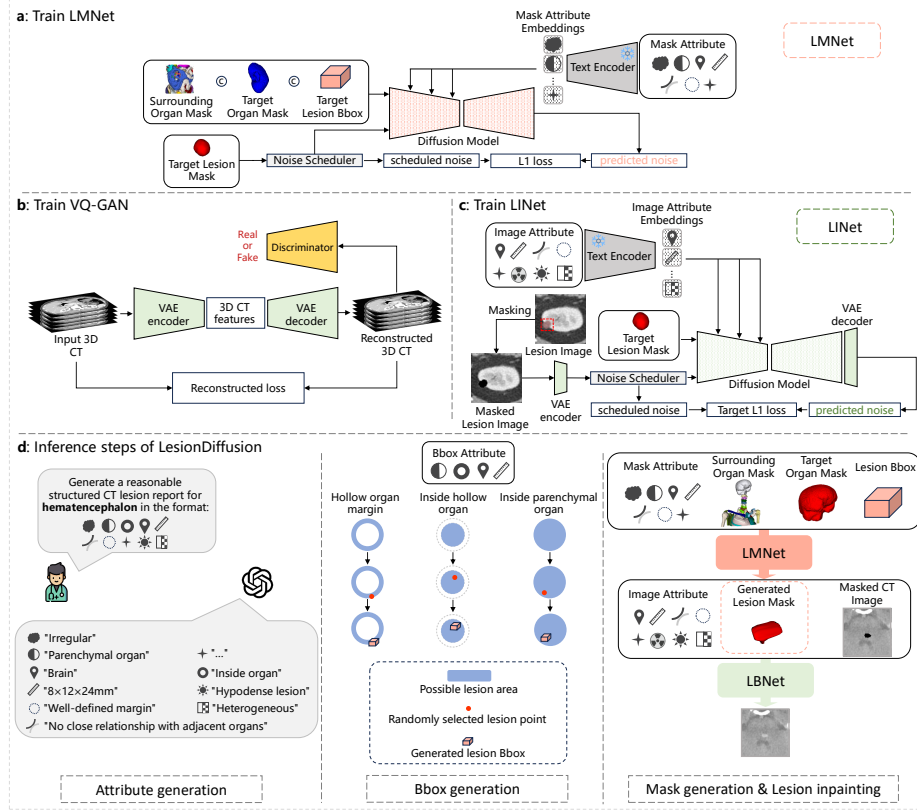 a: Train LMNet
Mask Attribute
Embeddings
Text Encoder
Mask Attribute
LMNet
Surrounding
Organ Mask
©
Target
Organ Mask
©
Target
Lesion Bbox
Diffusion Model
Target Lesion
Mask
Noise Scheduler
scheduled noise
L1 loss
predicted noise
b: Train VQ-GAN
Real
or
Fake
Discriminator
VAE
encoder
3D CT
features
VAE
decoder
Input 3D
CT
Reconstructed
3D CT
Reconstructed loss
c: Train LINet
Image Attribute
Embeddings
LINet
Image Attribute
Text Encoder
Masking
Lesion Image
Target
Lesion Mask
VAE
decoder
Diffusion Model
Masked
Lesion Image
VAE
encoder
Noise Scheduler
scheduled noise
Target L1 loss
predicted noise
d: Inference steps of LesionDiffusion
Generate a reasonable
structured CT lesion report for
hematencephalon in the format:
"Irregular"
"Parenchymal organ"
"..."
"Brain"
"Inside organ"
"8×12×24mm"
"Hypodense lesion"
"Well-defined margin"
"Heterogeneous"
"No close relationship with adjacent organs"
Attribute generation
Bbox Attribute
Hollow organ
margin
Inside hollow
organ
Inside parenchymal
organ
Possible lesion area
Randomly selected lesion point
Generated lesion Bbox
Bbox generation
Mask Attribute
Surrounding
Organ Mask
Target
Organ Mask
Lesion Bbox
LMNet
Image Attribute
Generated
Lesion Mask
Masked CT
Image
LBNet
Mask generation & Lesion inpainting